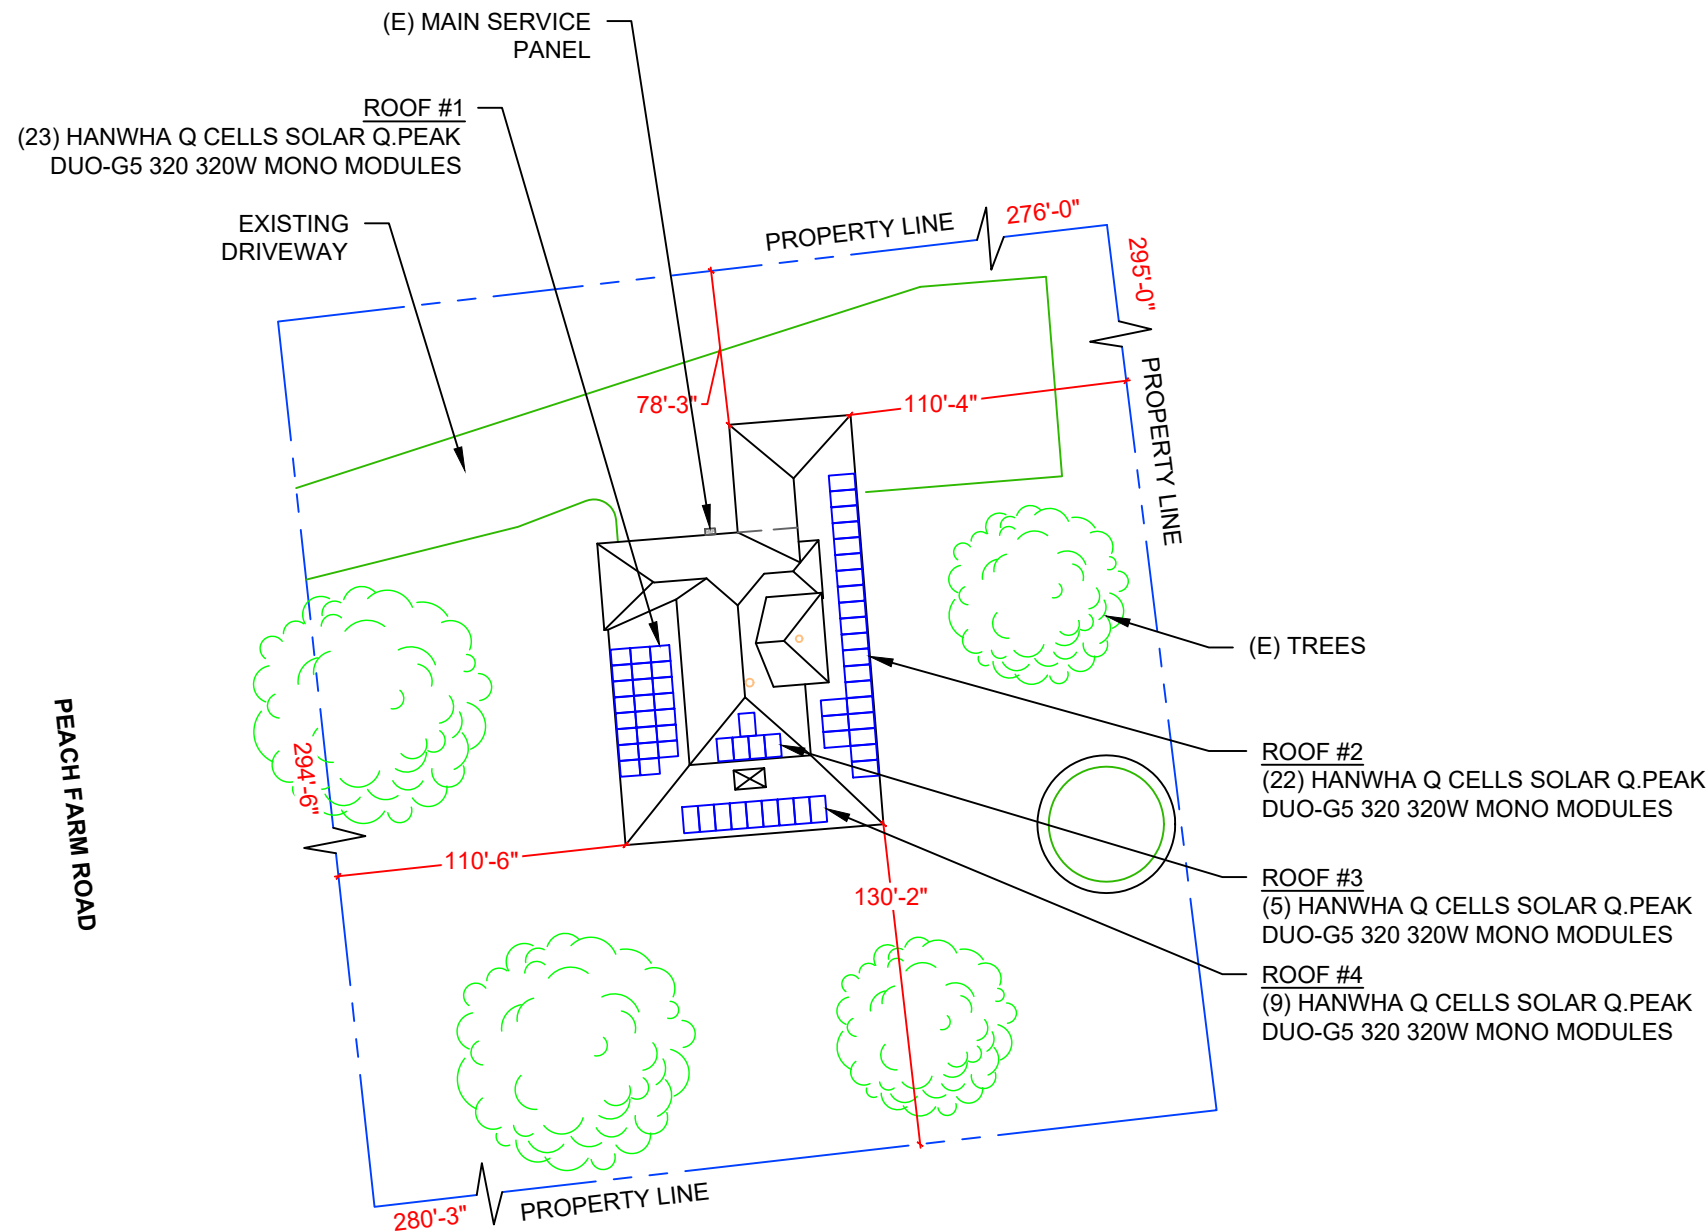 (E) MAIN SERVICE
PANEL
ROOF #1
(23) HANWHA Q CELLS SOLAR Q.PEAK
DUO-G5 320 320W MONO MODULES
EXISTING
DRIVEWAY
PROPERTY LINE
276'-0"
295'-0"
PROPERTY LINE
78'-3"
110'-4"
(E) TREES
PEACH FARM ROAD
294'-6"
110'-6"
130'-2"
ROOF #2
(22) HANWHA Q CELLS SOLAR Q.PEAK
DUO-G5 320 320W MONO MODULES
ROOF #3
(5) HANWHA Q CELLS SOLAR Q.PEAK
DUO-G5 320 320W MONO MODULES
ROOF #4
(9) HANWHA Q CELLS SOLAR Q.PEAK
DUO-G5 320 320W MONO MODULES
280'-3"
PROPERTY LINE